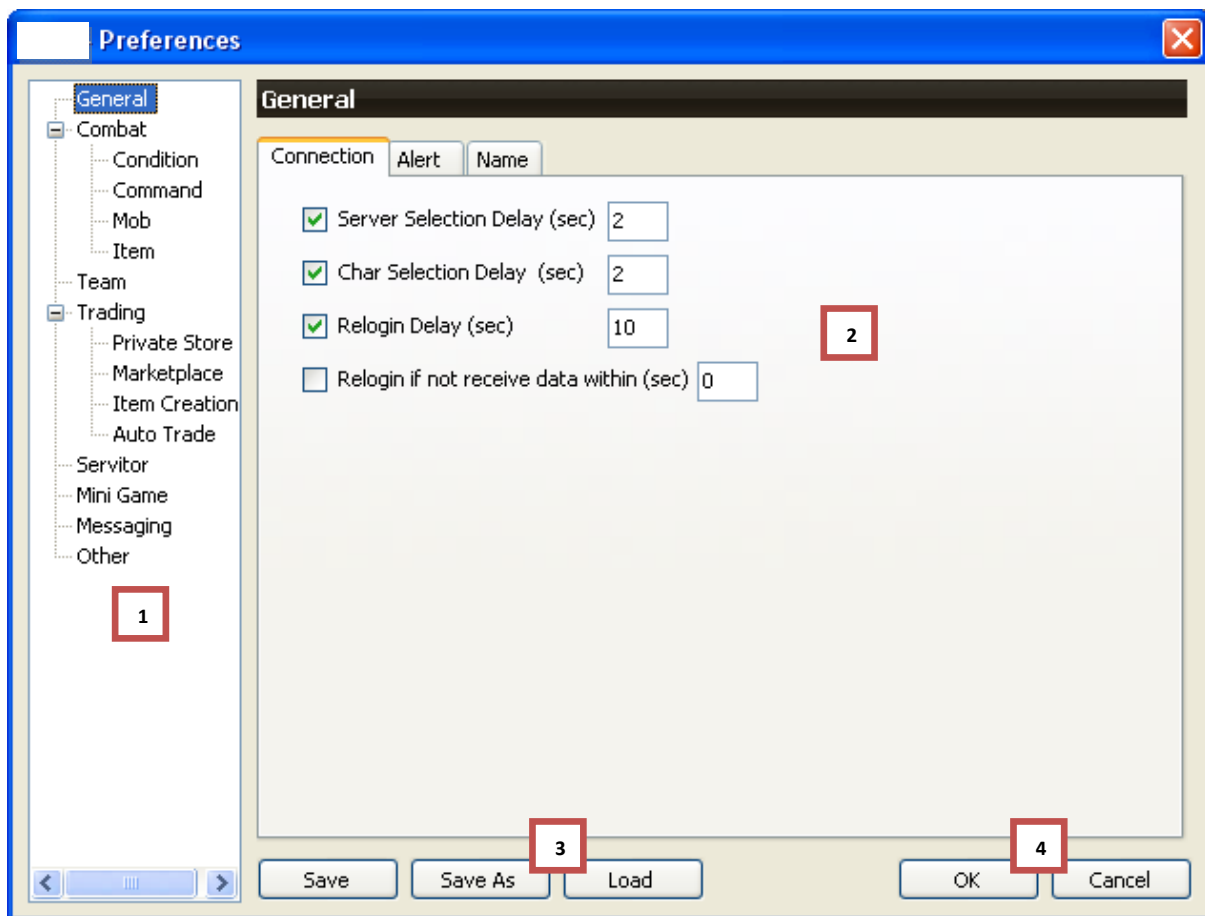 Preferences
General
Combat
Condition
Command
Mob
Item
Team
Trading
Private Store
Marketplace
Item Creation
Auto Trade
Servitor
Mini Game
Messaging
Other
1
General
Connection Alert Name
Server Selection Delay (sec) 2
Char Selection Delay (sec) 2
Relogin Delay (sec) 10
2
Relogin if not receive data within (sec) 0
3
4
Save Save As Load OK Cancel